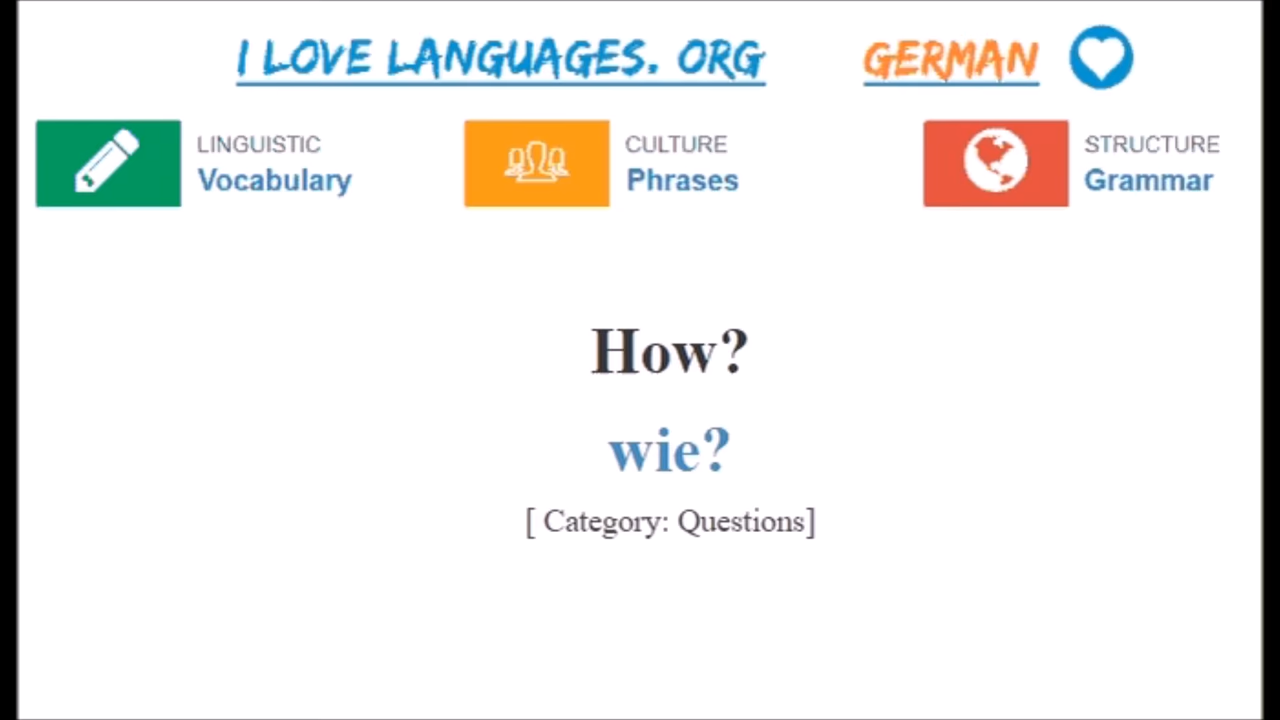 I LOVE LANGUAGES. ORG GERMAN
LINGUISTIC
Vocabulary
CULTURE
Phrases
STRUCTURE
Grammar
How?
wie?
[ Category: Questions]